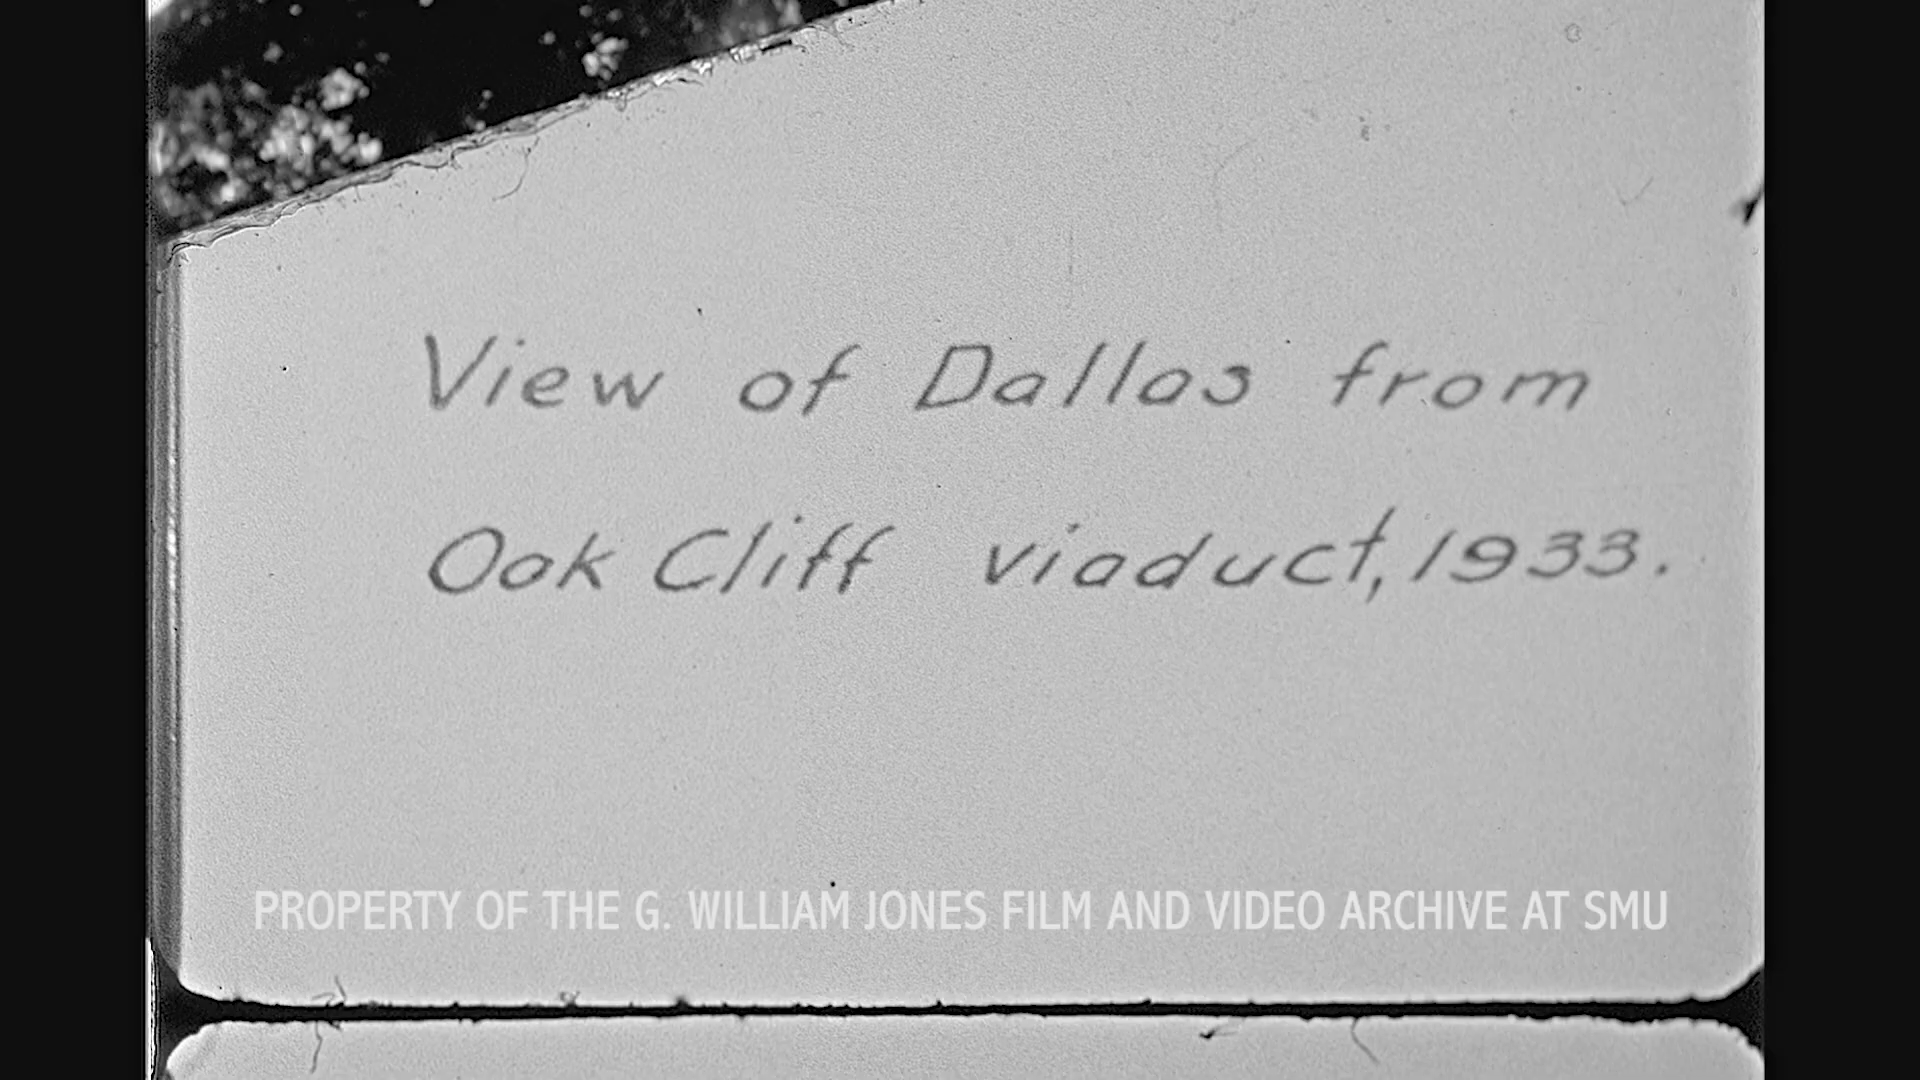 View of Dallas from
Oak Cliff viaduct, 1933.
PROPERTY OF THE G. WILLIAM JONES FILM AND VIDEO ARCHIVE AT SMU